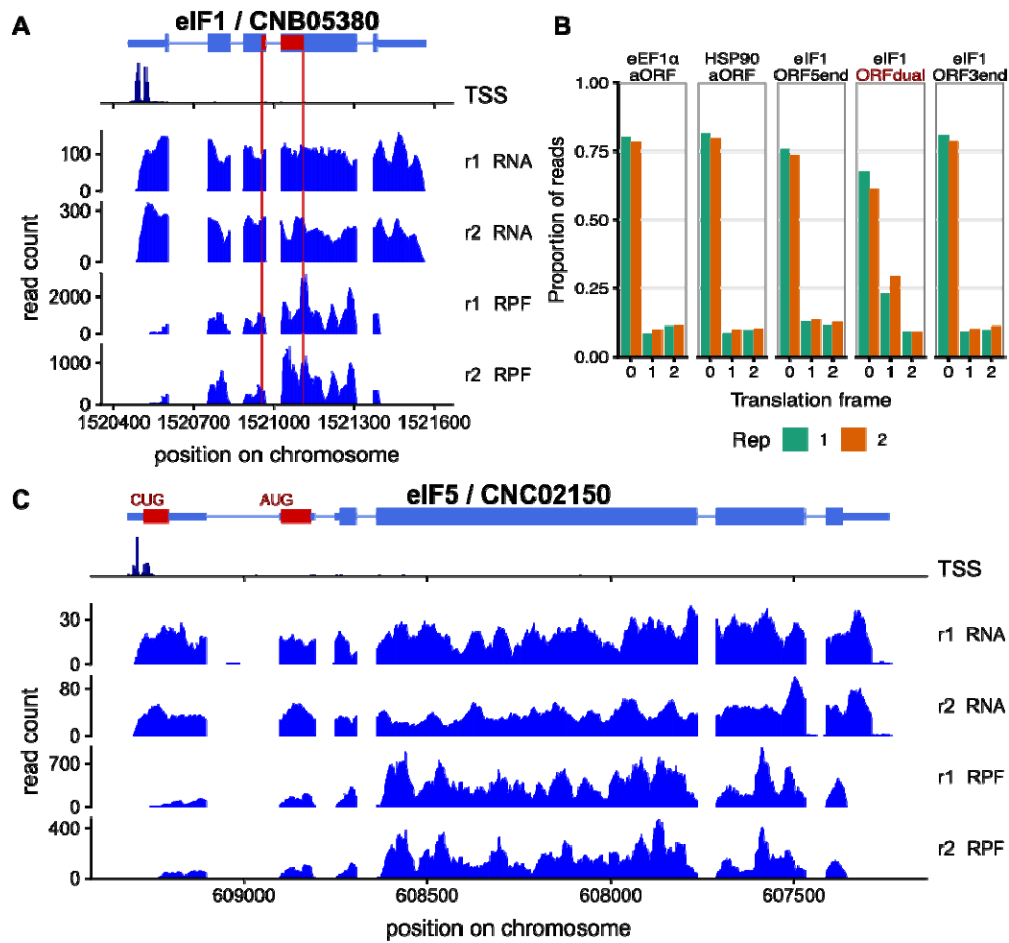 A
eIF1 / CNB05380
TSS
100
0
r1 RNA
300
0
r2 RNA
2000
0
r1 RPF
1000
0
r2 RPF
read count
1520400 1520700 1521000 1521300 1521600
position on chromosome
B
eEF1α aORF
HSP90 aORF
eIF1 ORF5end
eIF1 ORFdual
eIF1 ORF3end
1.00
0.75
0.50
0.25
0.00
Proportion of reads
0 1 2 0 1 2 0 1 2 0 1 2 0 1 2
Translation frame
Rep 1 2
C
eIF5 / CNC02150
CUG AUG
TSS
30
0
r1 RNA
80
0
r2 RNA
700
0
r1 RPF
400
0
r2 RPF
read count
609000 608500 608000 607500
position on chromosome